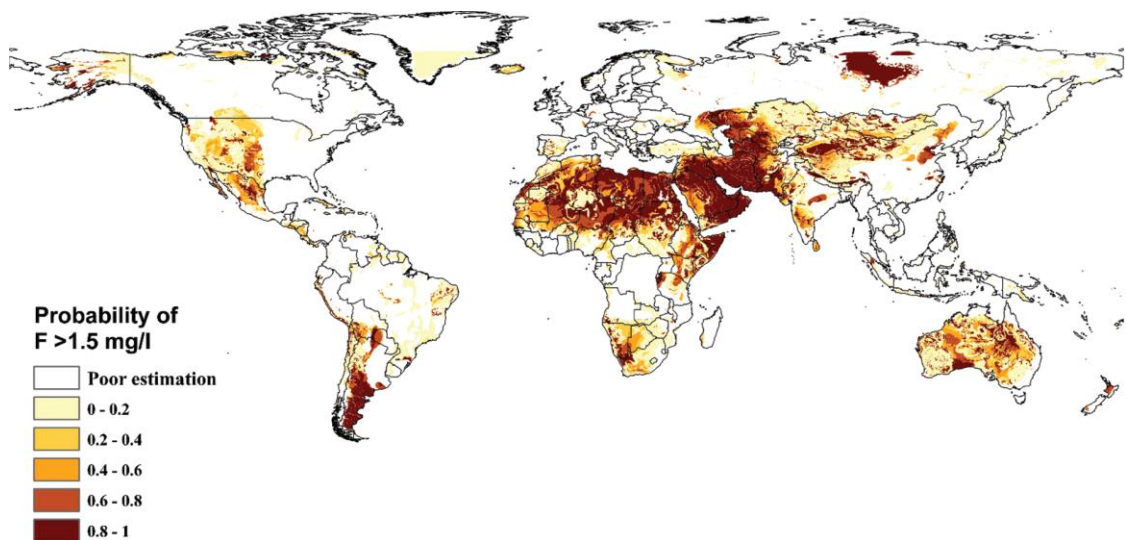 Probability of
F >1.5 mg/l
Poor estimation
0 - 0.2
0.2 - 0.4
0.4 - 0.6
0.6 - 0.8
0.8 - 1